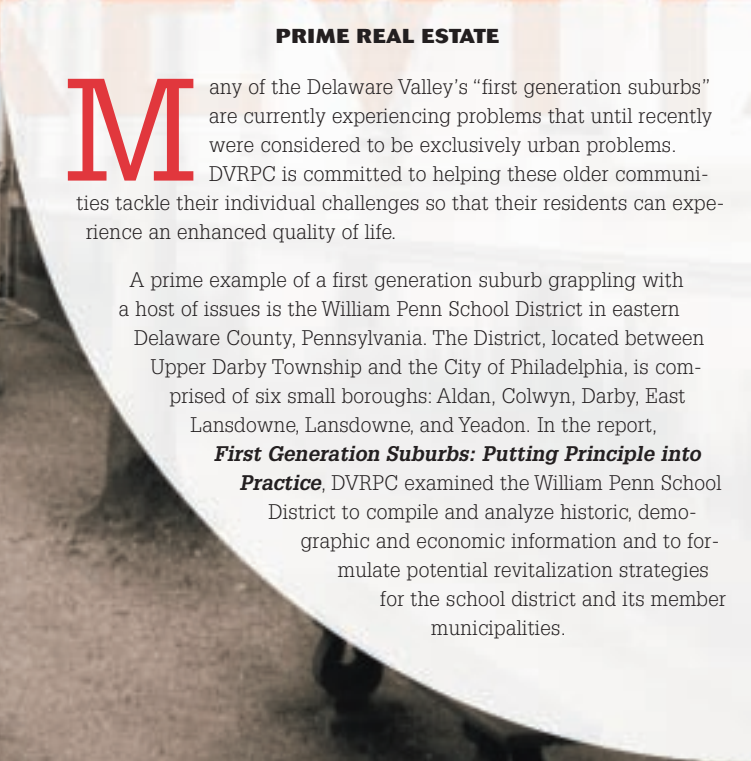 PRIME REAL ESTATE
Many of the Delaware Valley's “first generation suburbs”
are currently experiencing problems that until recently
were considered to be exclusively urban problems.
DVRPC is committed to helping these older communi-
ties tackle their individual challenges so that their residents can expe-
rience an enhanced quality of life.
A prime example of a first generation suburb grappling with
a host of issues is the William Penn School District in eastern
Delaware County, Pennsylvania. The District, located between
Upper Darby Township and the City of Philadelphia, is com-
prised of six small boroughs: Aldan, Colwyn, Darby, East
Lansdowne, Lansdowne, and Yeadon. In the report,
First Generation Suburbs: Putting Principle into
Practice, DVRPC examined the William Penn School
District to compile and analyze historic, demo-
graphic and economic information and to for-
mulate potential revitalization strategies
for the school district and its member
municipalities.